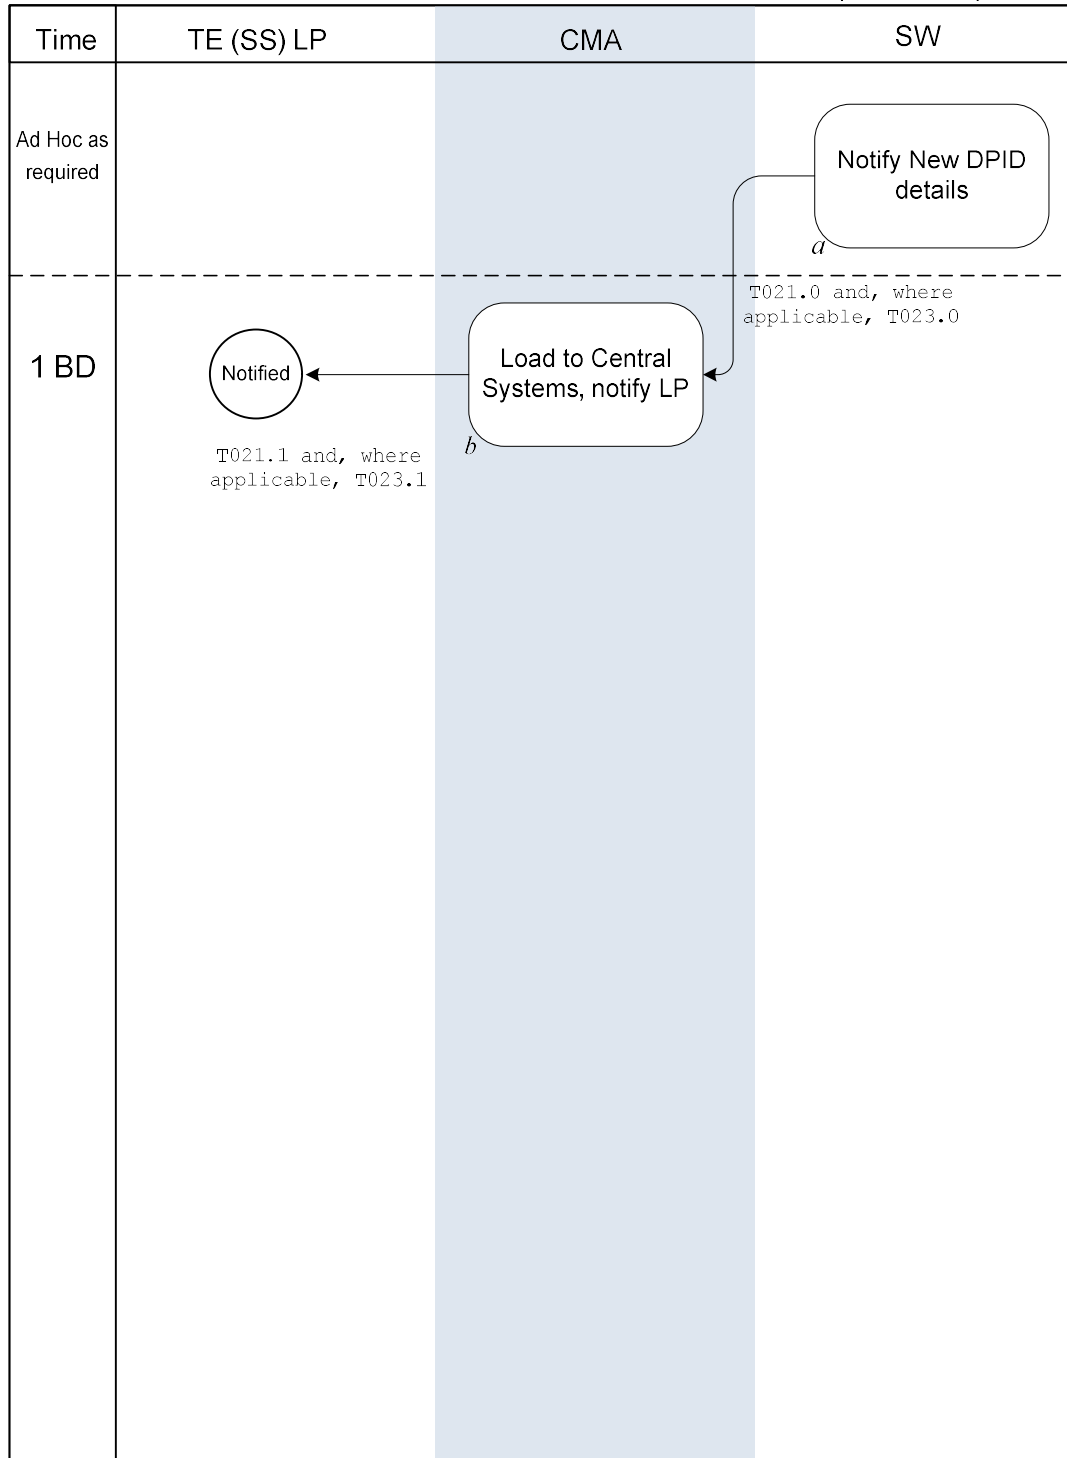 Time
TE (SS) LP
CMA
SW
Ad Hoc as
required
Notify New DPID
details
a
T021.0 and, where
applicable, T023.0
1 BD
Notified
Load to Central
Systems, notify LP
b
T021.1 and, where
applicable, T023.1